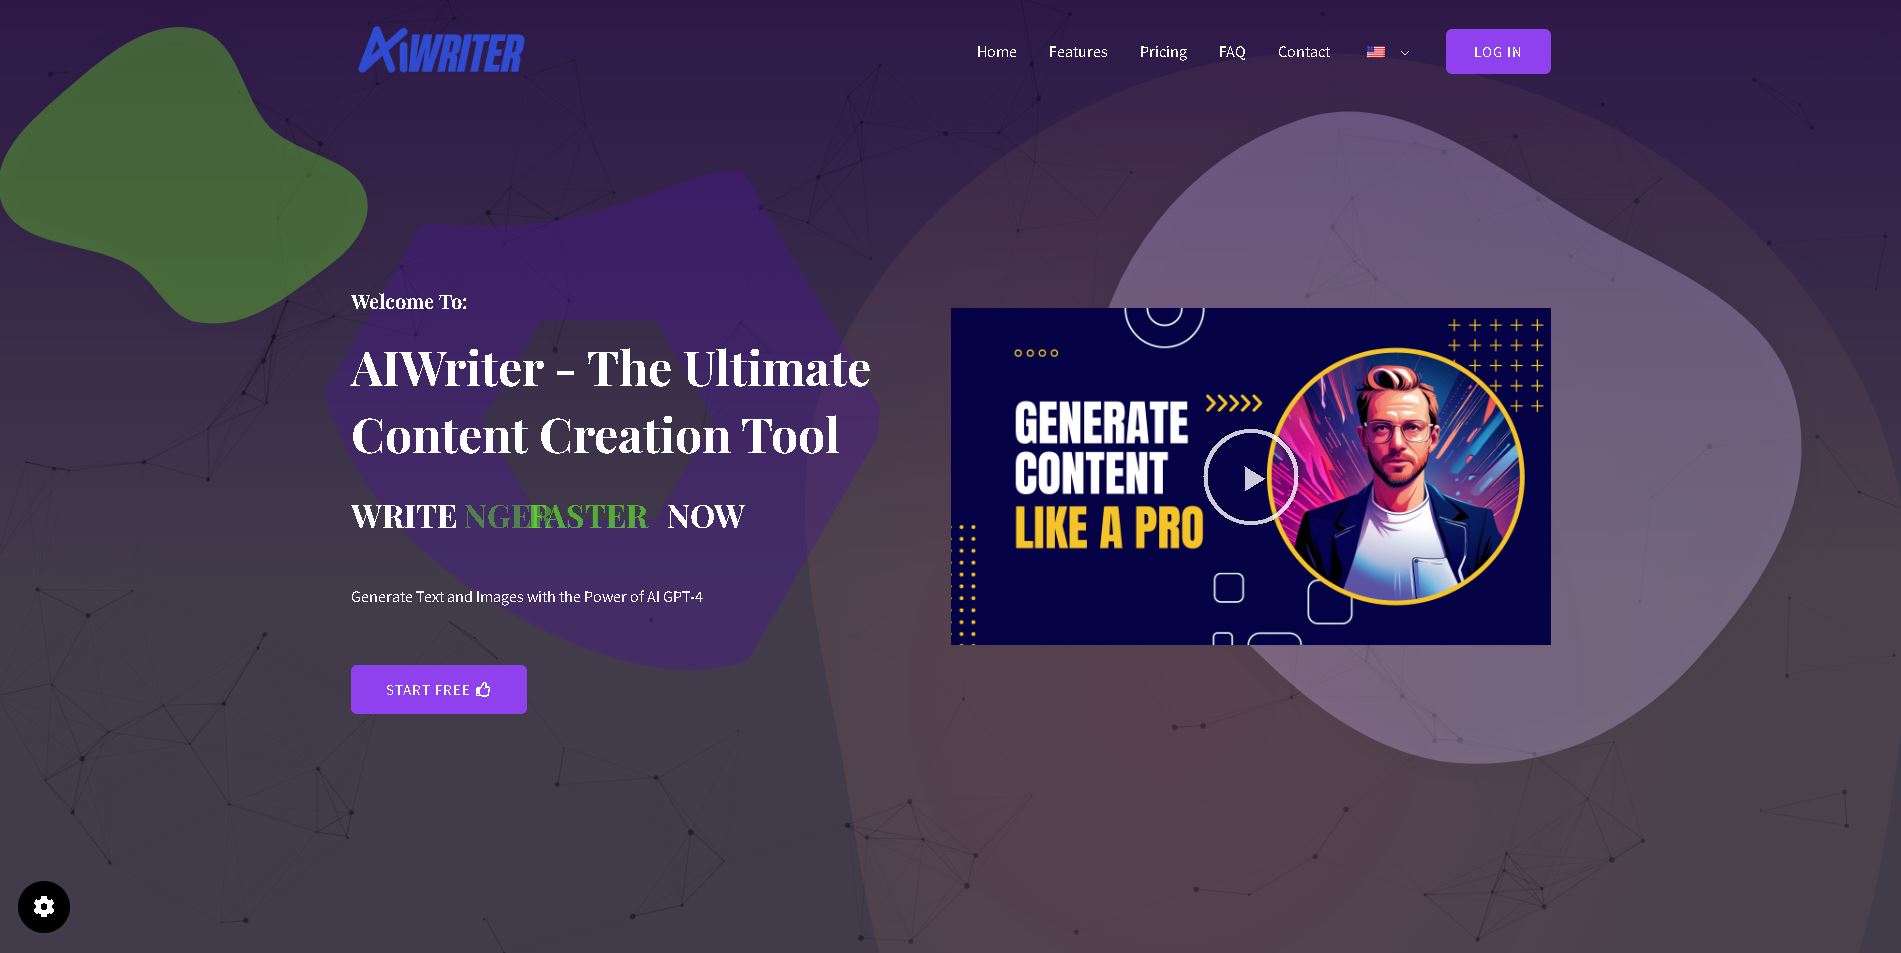 AIWRITER
Home Features Pricing FAQ Contact LOG IN
Welcome To:
AIWriter - The Ultimate
Content Creation Tool
WRITE FASTER NOW
Generate Text and Images with the Power of AI GPT-4
START FREE
GENERATE
CONTENT
LIKE A PRO